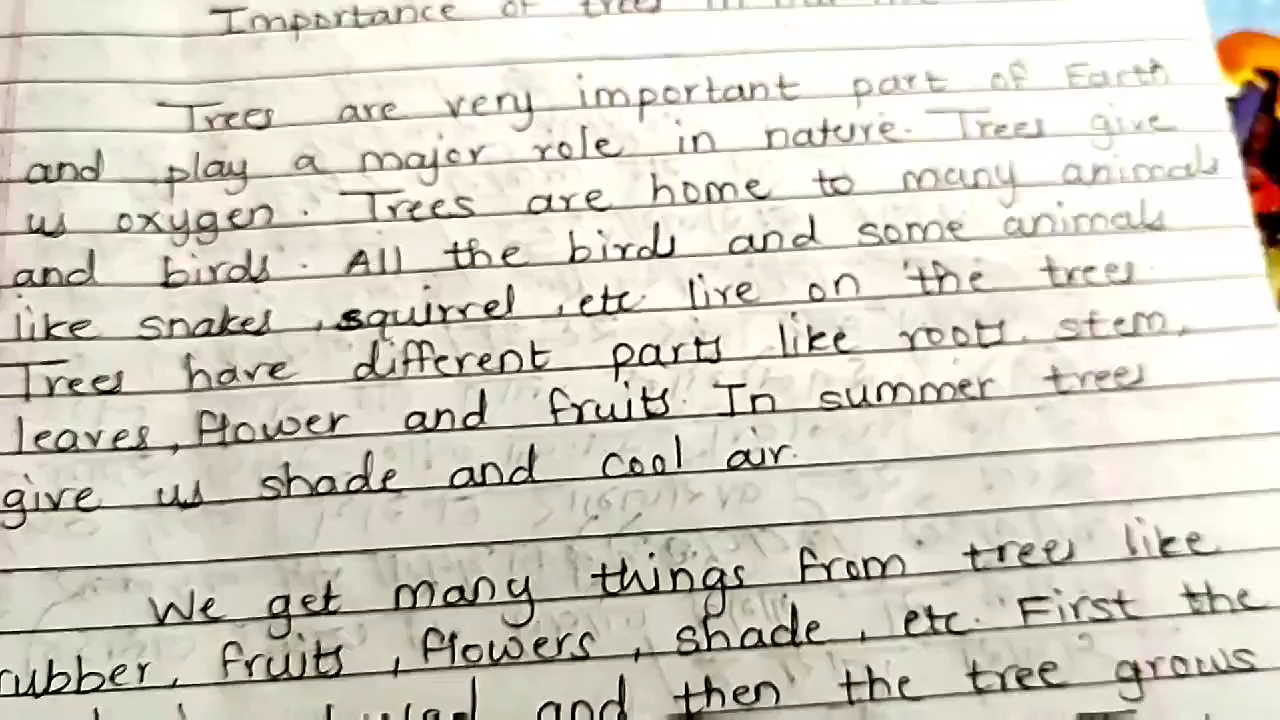 Importance of trees in our
Trees are very important part of Earth
and play a major role in nature. Trees give
us oxygen. Trees are home to many animals
and birds. All the birds and some animals
like snakes, squirrel, etc live on the trees.
Trees have different parts like roots, stem,
leaves, flower and fruits. In summer trees
give us shade and cool air.
We get many things from trees like
rubber, fruits, flowers, shade, etc. First the
and then the tree grows